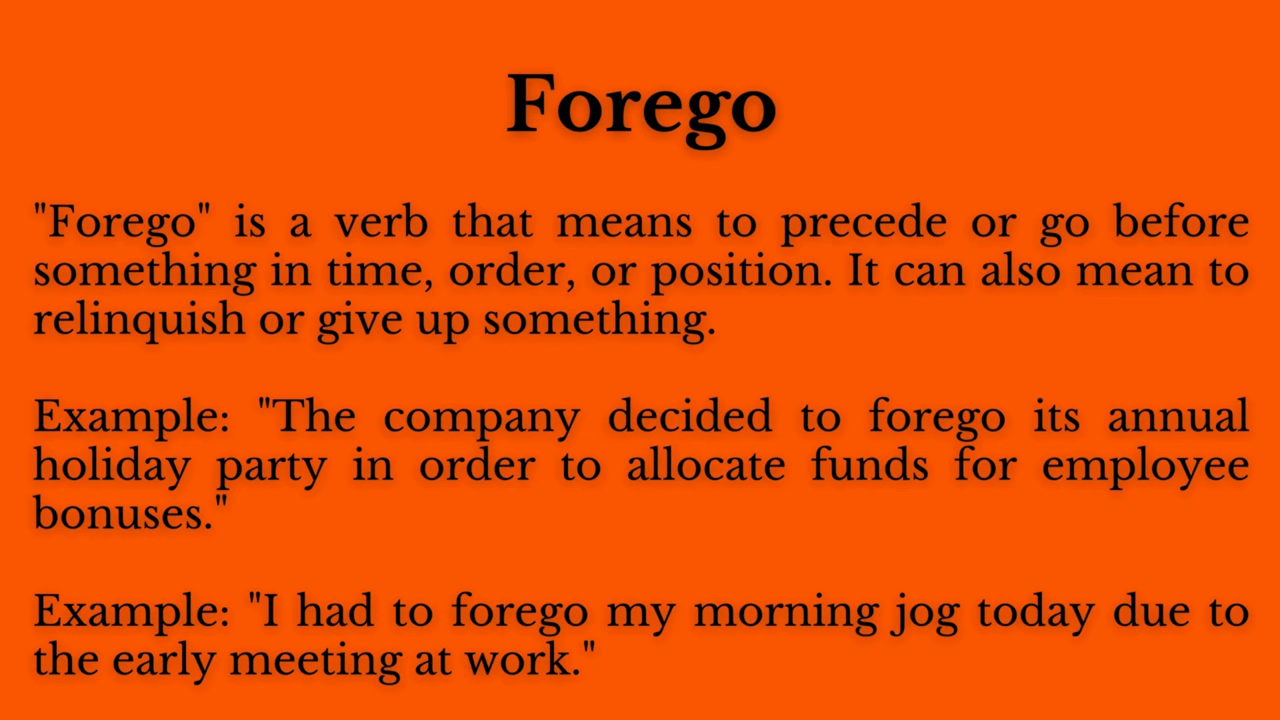 Forego
"Forego" is a verb that means to precede or go before
something in time, order, or position. It can also mean to
relinquish or give up something.
Example: "The company decided to forego its annual
holiday party in order to allocate funds for employee
bonuses."
Example: "I had to forego my morning jog today due to
the early meeting at work."